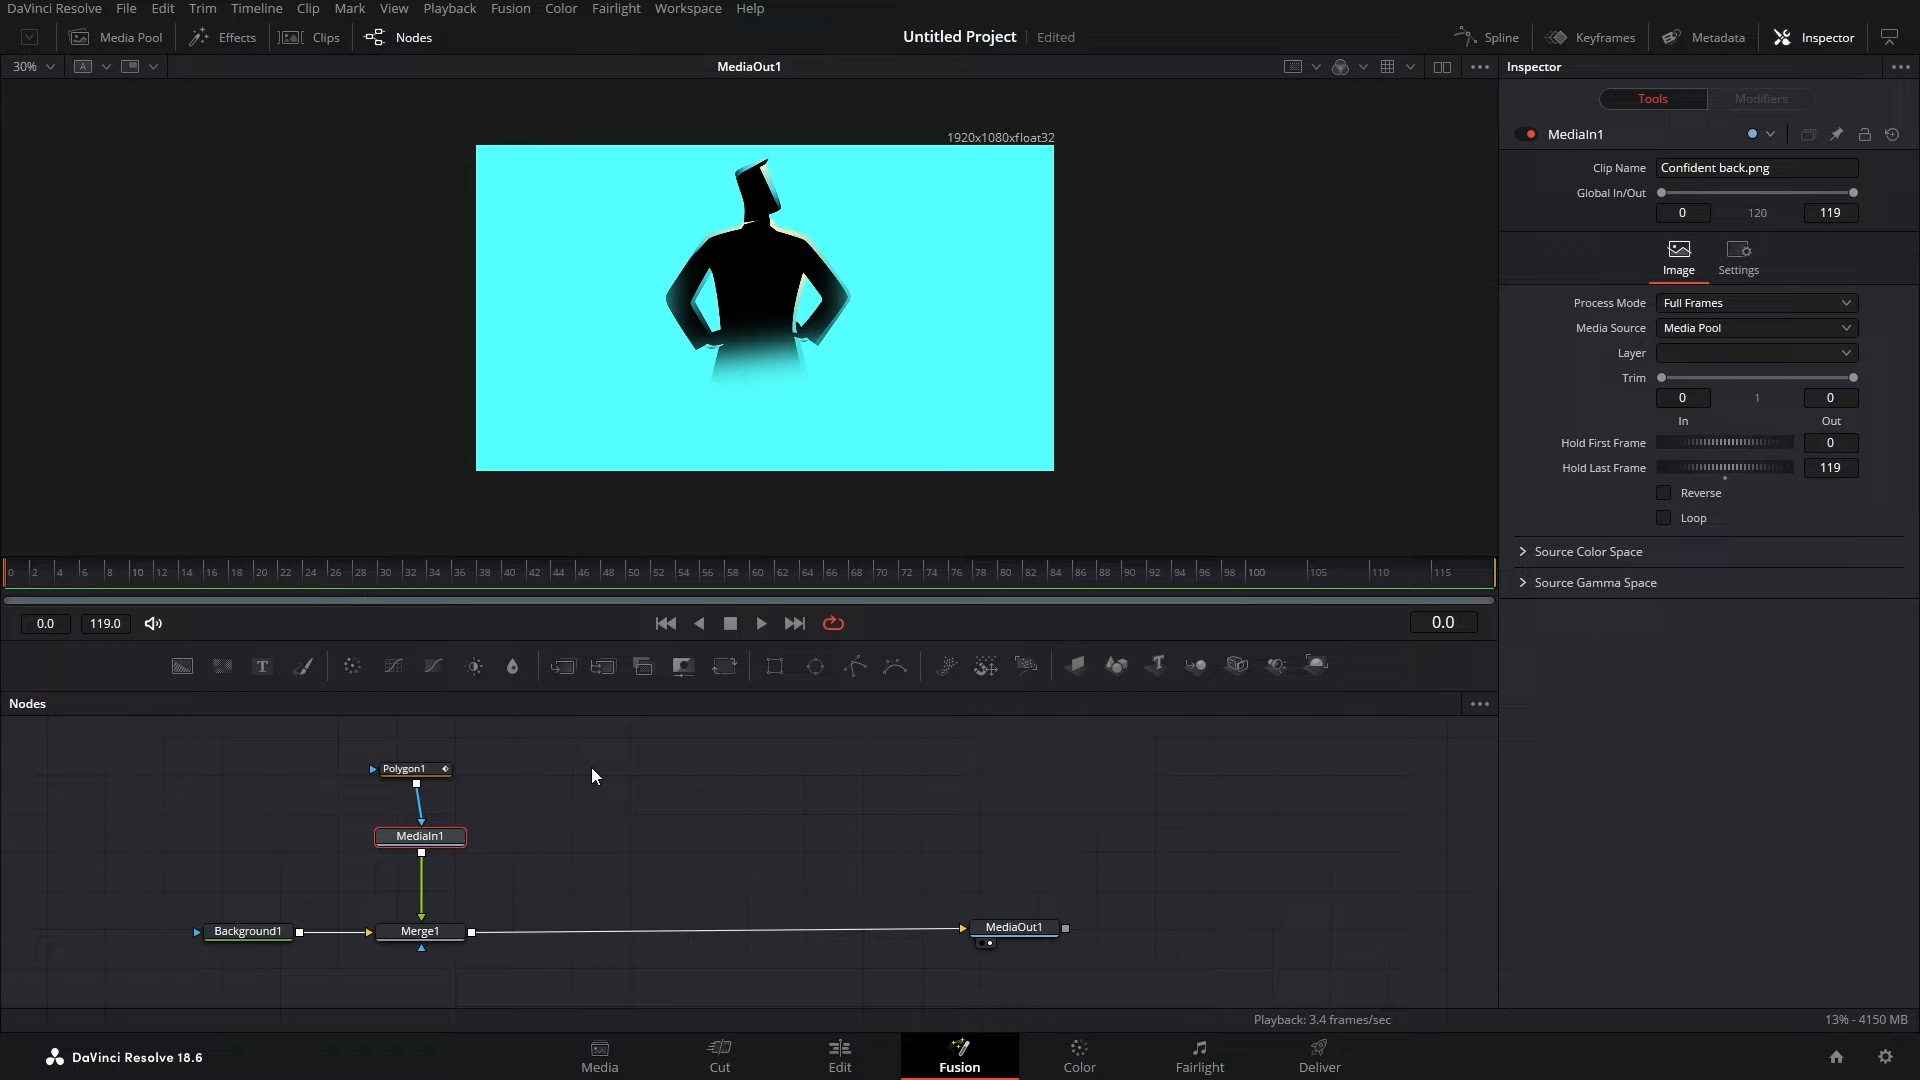 DaVinci Resolve File Edit Trim Timeline Clip Mark View Playback Fusion Color Fairlight Workspace Help
Media Pool Effects Clips Nodes Untitled Project Edited Spline Keyframes Metadata Inspector
30% A MediaOut1 Inspector
Tools Modifiers
1920x1080xfloat32
MediaIn1
Clip Name Confident back.png
Global In/Out
0 120 119
Image Settings
Process Mode Full Frames
Media Source Media Pool
Layer
Trim
0 1 0
In Out
Hold First Frame 0
Hold Last Frame 119
Reverse
Loop
Source Color Space
Source Gamma Space
0 2 4 6 8 10 12 14 16 18 20 22 24 26 28 30 32 34 36 38 40 42 44 46 48 50 52 54 56 58 60 62 64 66 68 70 72 74 76 78 80 82 84 86 88 90 92 94 96 98 100 105 110 115
0.0 119.0 0.0
T
Nodes
Polygon1
MediaIn1
Background1 Merge1 MediaOut1
Playback: 3.4 frames/sec 13% - 4150 MB
DaVinci Resolve 18.6 Media Cut Edit Fusion Color Fairlight Deliver